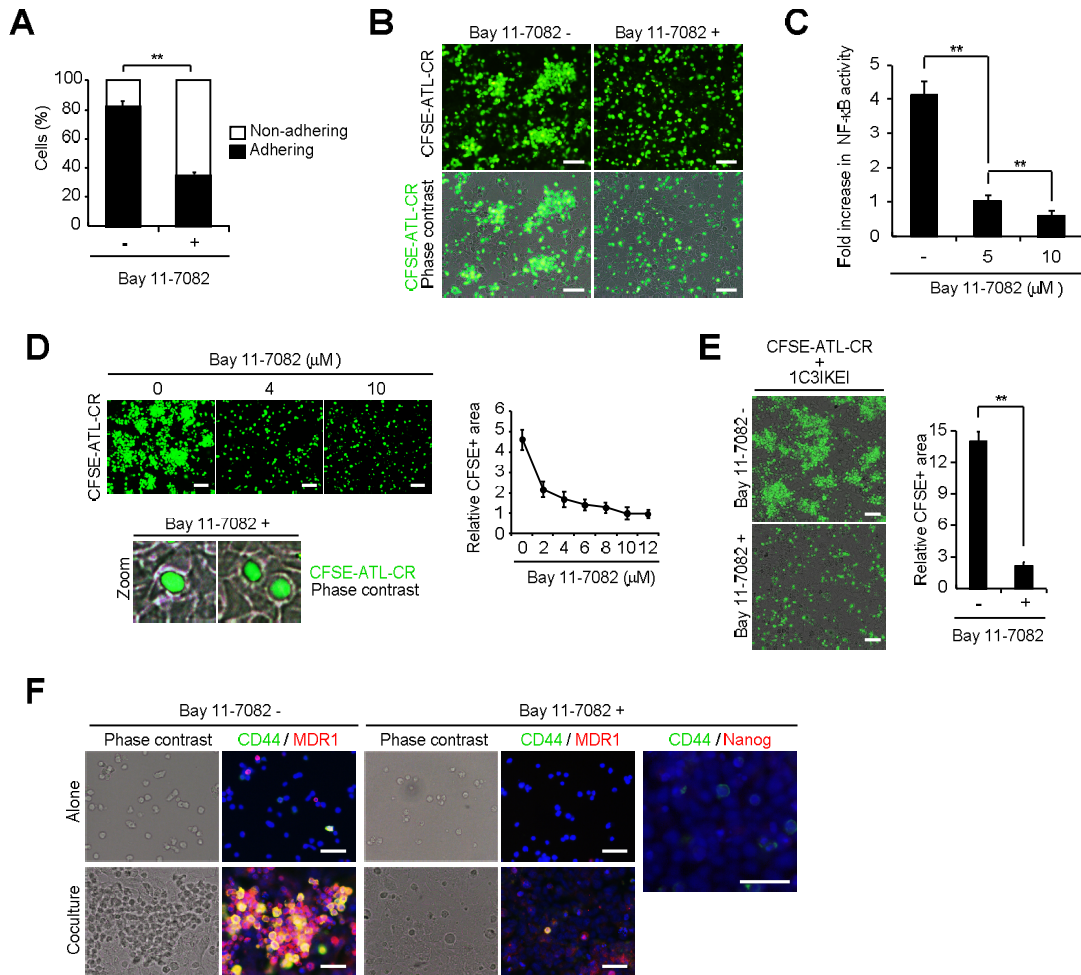 A
**
Cells (%)
100
80
60
40
20
0
- +
Bay 11-7082
Non-adhering
Adhering
B
Bay 11-7082 - Bay 11-7082 +
CFSE-ATL-CR
CFSE-ATL-CR
Phase contrast
C
**
**
Fold increase in NF-κB activity
5
4
3
2
1
0
- 5 10
Bay 11-7082 (μM )
D
Bay 11-7082 (μM )
0 4 10
CFSE-ATL-CR
Bay 11-7082 +
Zoom
CFSE-ATL-CR
Phase contrast
Relative CFSE+ area
6
5
4
3
2
1
0
0 2 4 6 8 10 12
Bay 11-7082 (μM)
E
CFSE-ATL-CR
+
1C3IKEI
Bay 11-7082 -
Bay 11-7082 +
**
Relative CFSE+ area
15
12
9
6
3
0
- +
Bay 11-7082
F
Bay 11-7082 - Bay 11-7082 +
Phase contrast CD44 / MDR1 Phase contrast CD44 / MDR1 CD44 / Nanog
Alone
Coculture